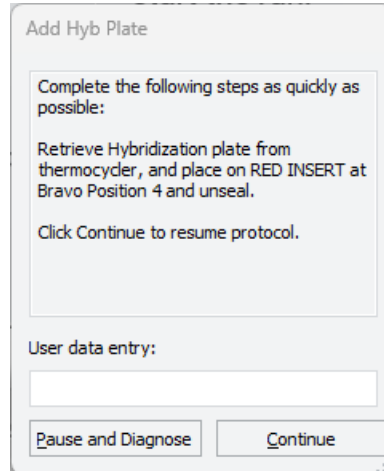 Add Hyb Plate
Complete the following steps as quickly as
possible:
Retrieve Hybridization plate from
thermocycler, and place on RED INSERT at
Bravo Position 4 and unseal.
Click Continue to resume protocol.
User data entry:
Pause and Diagnose
Continue